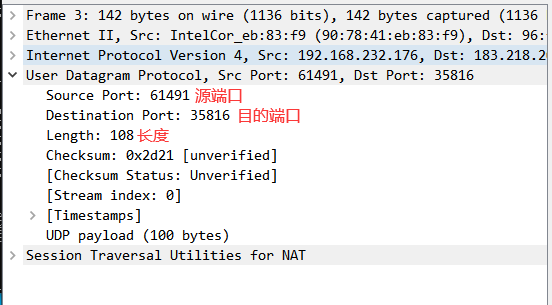 Frame 3: 142 bytes on wire (1136 bits), 142 bytes captured (1136
Ethernet II, Src: IntelCor_eb:83:f9 (90:78:41:eb:83:f9), Dst: 96:
Internet Protocol Version 4, Src: 192.168.232.176, Dst: 183.218.20
User Datagram Protocol, Src Port: 61491, Dst Port: 35816
Source Port: 61491 源端口
Destination Port: 35816 目的端口
Length: 108 长度
Checksum: 0x2d21 [unverified]
[Checksum Status: Unverified]
[Stream index: 0]
[Timestamps]
UDP payload (100 bytes)
Session Traversal Utilities for NAT